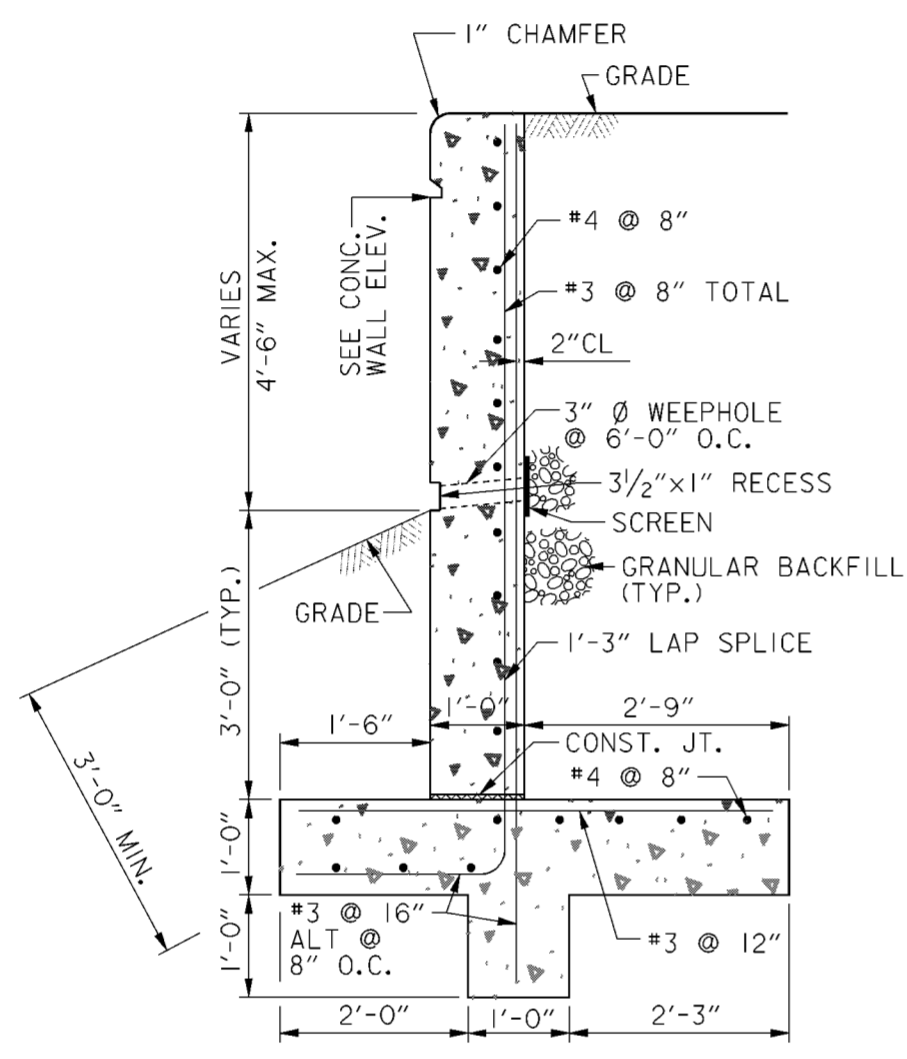 1" CHAMFER
GRADE
VARIES
4'-6" MAX.
SEE CONC.
WALL ELEV.
#4 @ 8"
#3 @ 8" TOTAL
2"CL
3" Ø WEEPHOLE
@ 6'-0" O.C.
3 1/2"x1" RECESS
SCREEN
GRANULAR BACKFILL
(TYP.)
GRADE
3'-0" (TYP.)
1'-3" LAP SPLICE
1'-6"
1'-0"
2'-9"
CONST. JT.
#4 @ 8"
3'-0" MIN.
1'-0"
1'-0"
#3 @ 16"
ALT @
8" O.C.
#3 @ 12"
2'-0"
1'-0"
2'-3"